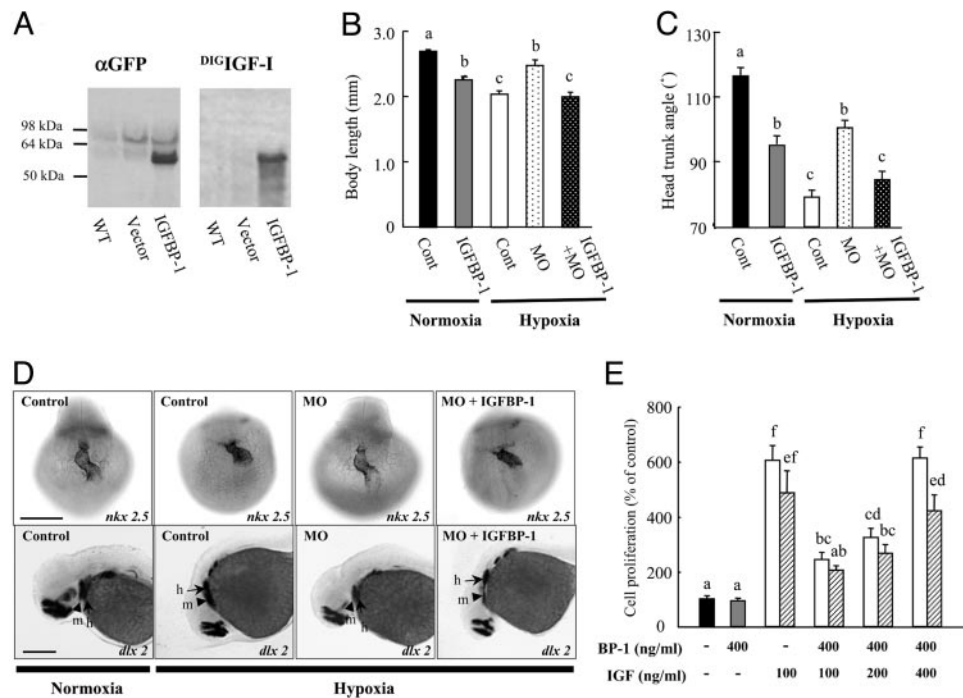 A
αGFP
DIGIGF-I
98 kDa
64 kDa
50 kDa
WT
Vector
IGFBP-1
WT
Vector
IGFBP-1
B
Body length (mm)
3.0
2.0
1.0
0
a
b
c
b
c
Cont
IGFBP-1
Cont
MO
IGFBP-1
+MO
Normoxia
Hypoxia
C
Head trunk angle (°)
130
110
90
70
a
b
c
b
c
Cont
IGFBP-1
Cont
MO
IGFBP-1
+MO
Normoxia
Hypoxia
D
Control
Control
MO
MO + IGFBP-1
nkx 2.5
nkx 2.5
nkx 2.5
nkx 2.5
Control
Control
MO
MO + IGFBP-1
m h
h
m
m h
h
m
dlx 2
dlx 2
dlx 2
dlx 2
Normoxia
Hypoxia
E
Cell proliferation (% of control)
800
600
400
200
0
a
a
f
ef
bc
ab
cd
bc
f
ed
BP-1 (ng/ml) - 400 - 400 400 400
IGF (ng/ml) - - 100 100 200 400